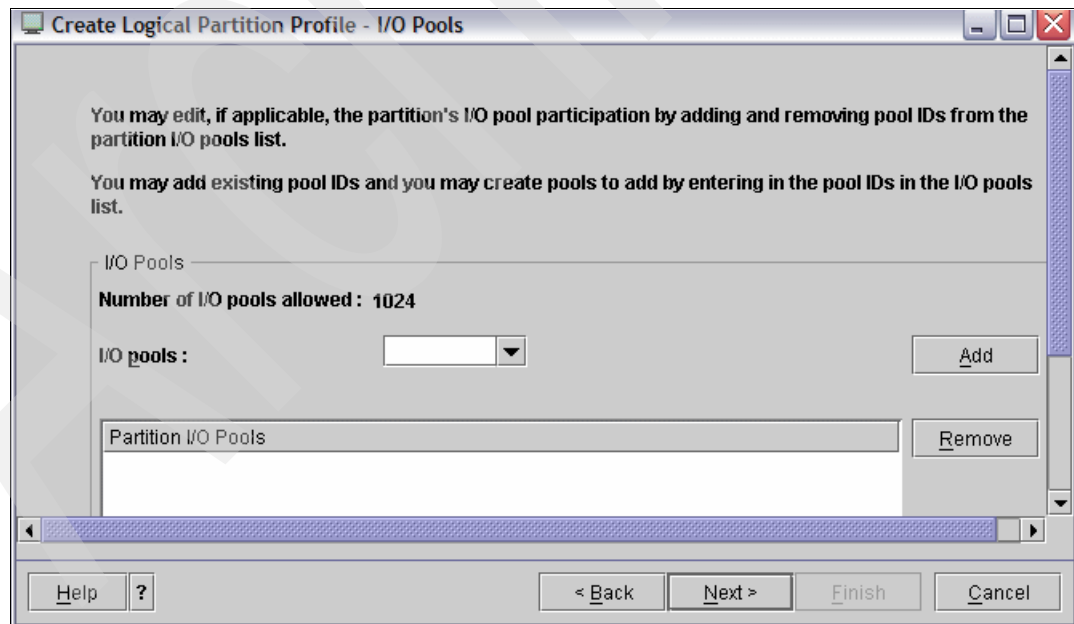 Create Logical Partition Profile - I/O Pools
You may edit, if applicable, the partition's I/O pool participation by adding and removing pool IDs from the
partition I/O pools list.
You may add existing pool IDs and you may create pools to add by entering in the pool IDs in the I/O pools
list.
I/O Pools
Number of I/O pools allowed : 1024
I/O pools :
Add
Partition I/O Pools
Remove
Help ? < Back Next > Finish Cancel